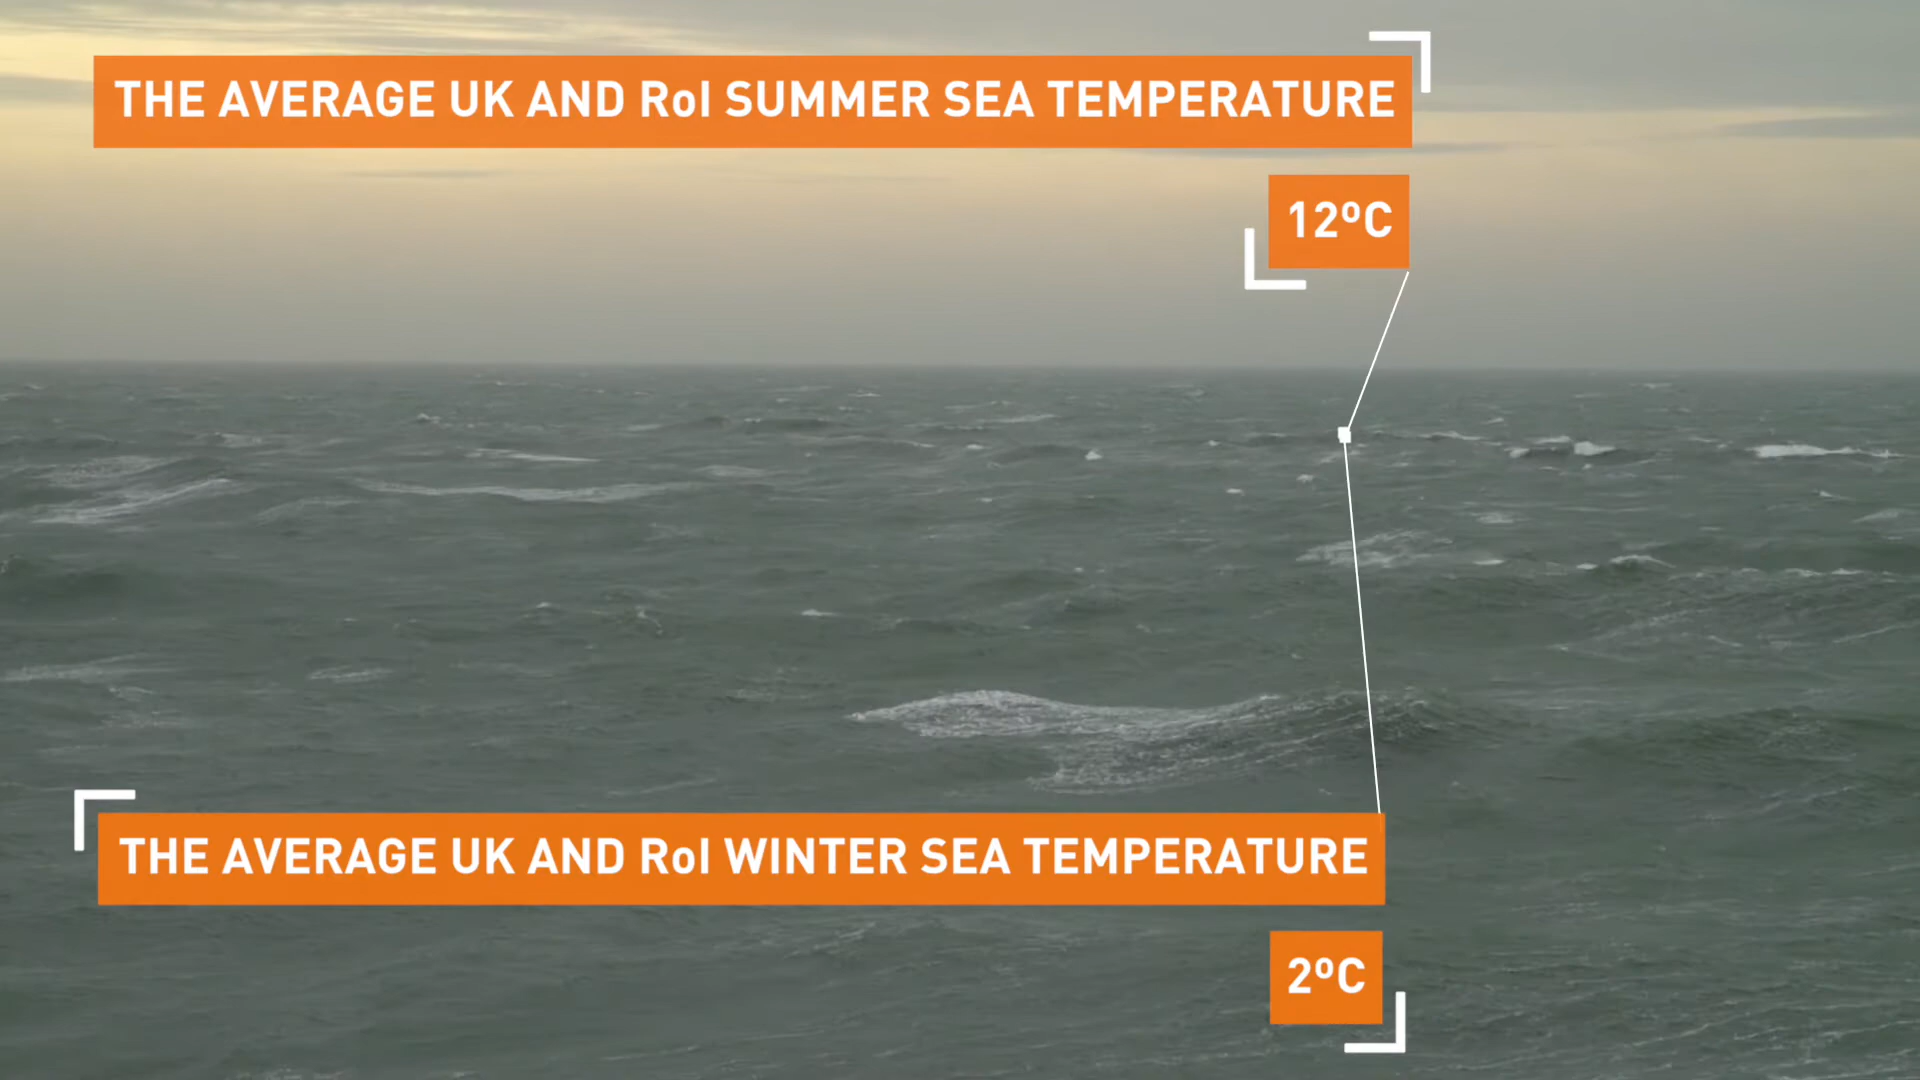 THE AVERAGE UK AND RoI SUMMER SEA TEMPERATURE
12ºC
THE AVERAGE UK AND RoI WINTER SEA TEMPERATURE
2ºC